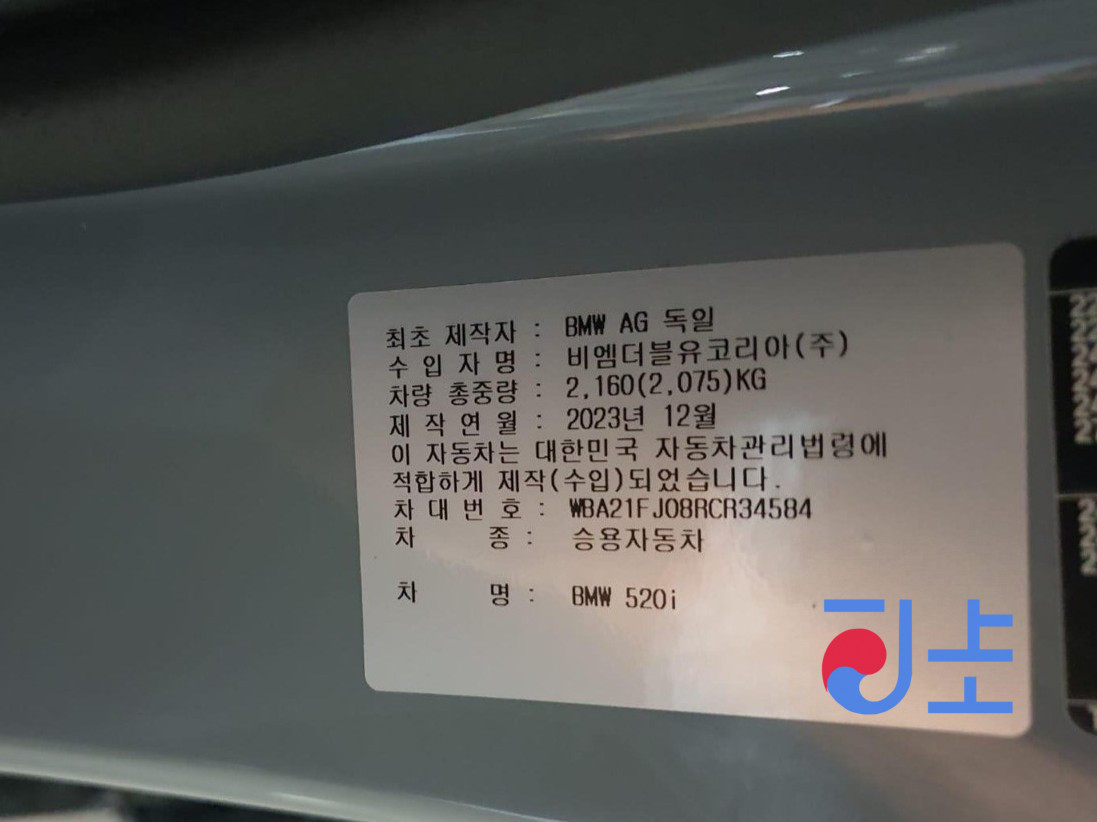 최초 제작자 : BMW AG 독일
수 입 자 명 : 비엠더블유코리아(주)
차량 총중량 : 2,160(2,075)KG
제 작 연 월 : 2023년 12월
이 자동차는 대한민국 자동차관리법령에
적합하게 제작(수입)되었습니다.
차 대 번 호 : WBA21FJ08RCR34584
차 종 : 승용자동차
차 명 : BMW 520i